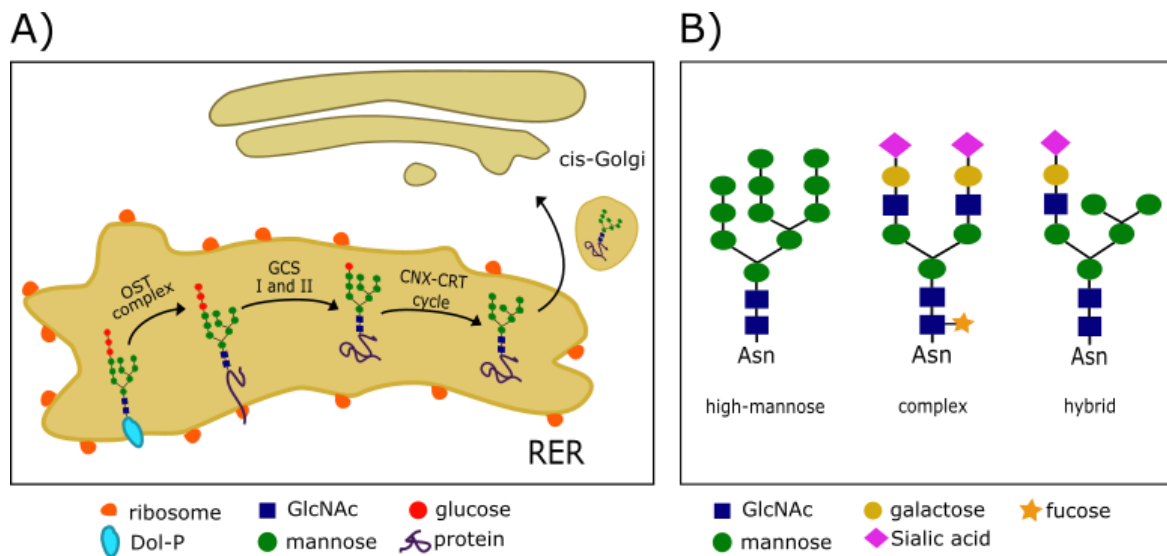 A)
B)
cis-Golgi
OST
complex
GCS
I and II
CNX-CRT
cycle
RER
Asn
Asn
Asn
high-mannose
complex
hybrid
ribosome
GlcNAc
glucose
Dol-P
mannose
protein
GlcNAc
galactose
fucose
mannose
Sialic acid